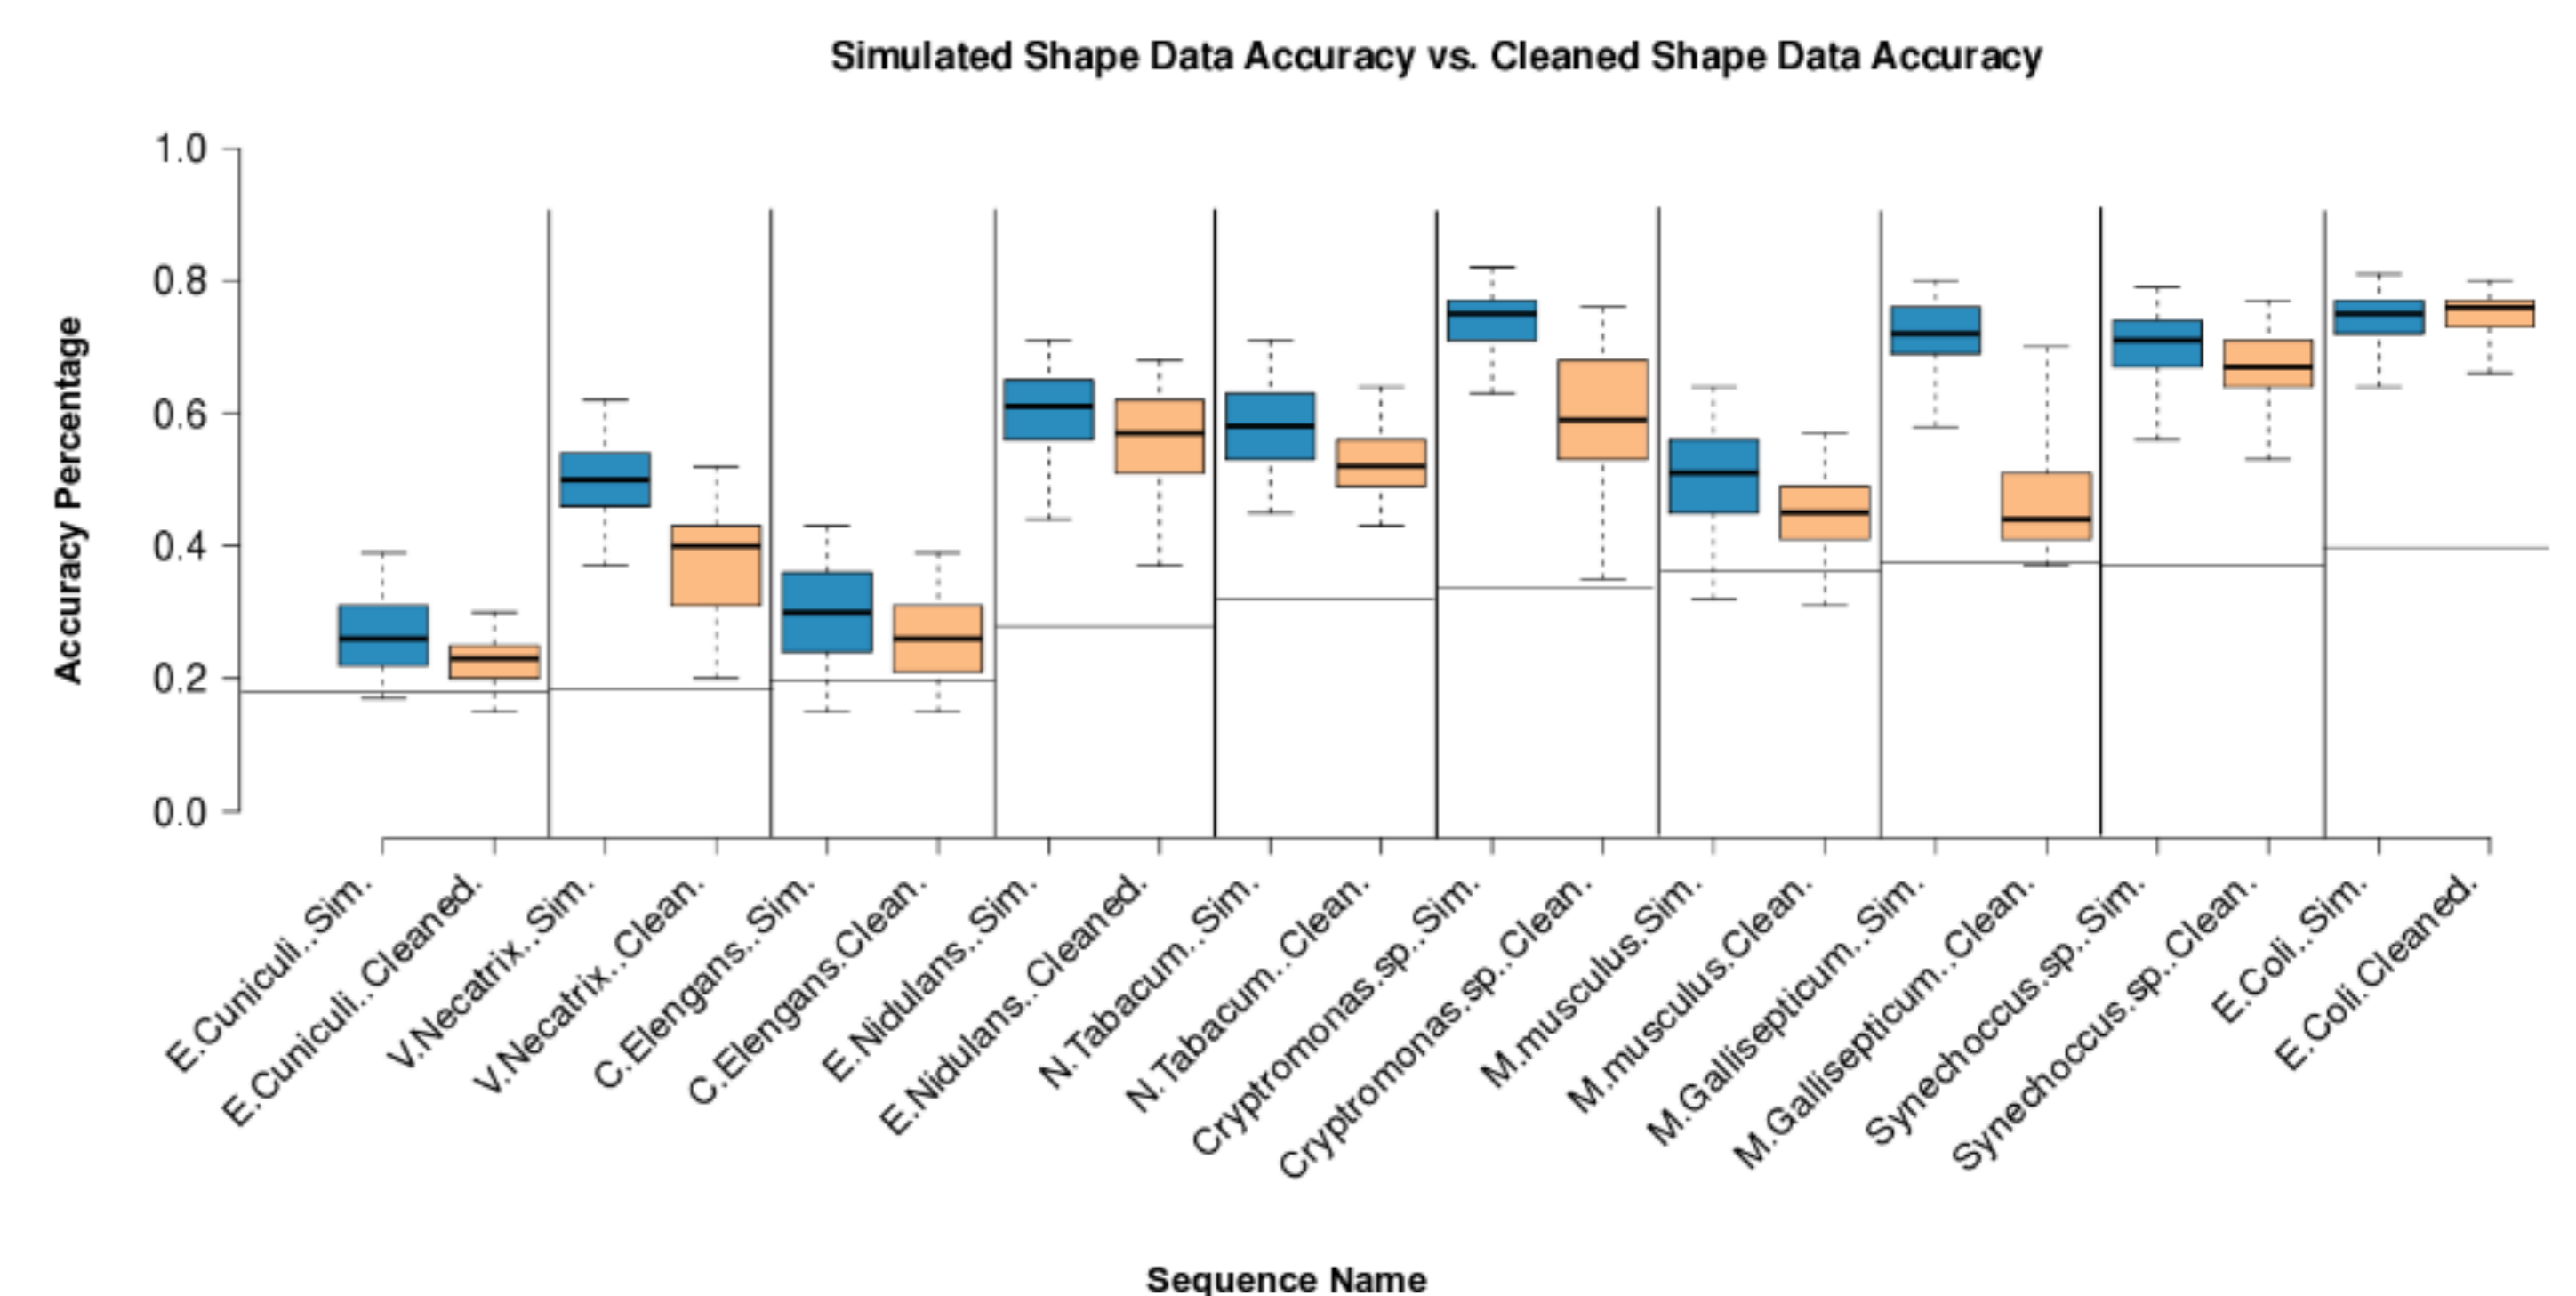 Simulated Shape Data Accuracy vs. Cleaned Shape Data Accuracy
Accuracy Percentage
1.0
0.8
0.6
0.4
0.2
0.0
E.Cuniculi..Sim.
E.Cuniculi..Cleaned.
V.Necatrix..Sim.
V.Necatrix..Clean.
C.Elengans..Sim.
C.Elengans.Clean.
E.Nidulans..Sim.
E.Nidulans..Cleaned.
N.Tabacum..Sim.
N.Tabacum..Clean.
Cryptromonas.sp..Sim.
Cryptromonas.sp..Clean.
M.musculus.Sim.
M.musculus.Clean.
M.Gallisepticum..Sim.
M.Gallisepticum..Clean.
Synechoccus.sp..Sim.
Synechoccus.sp..Clean.
E.Coli..Sim.
E.Coli.Cleaned.
Sequence Name